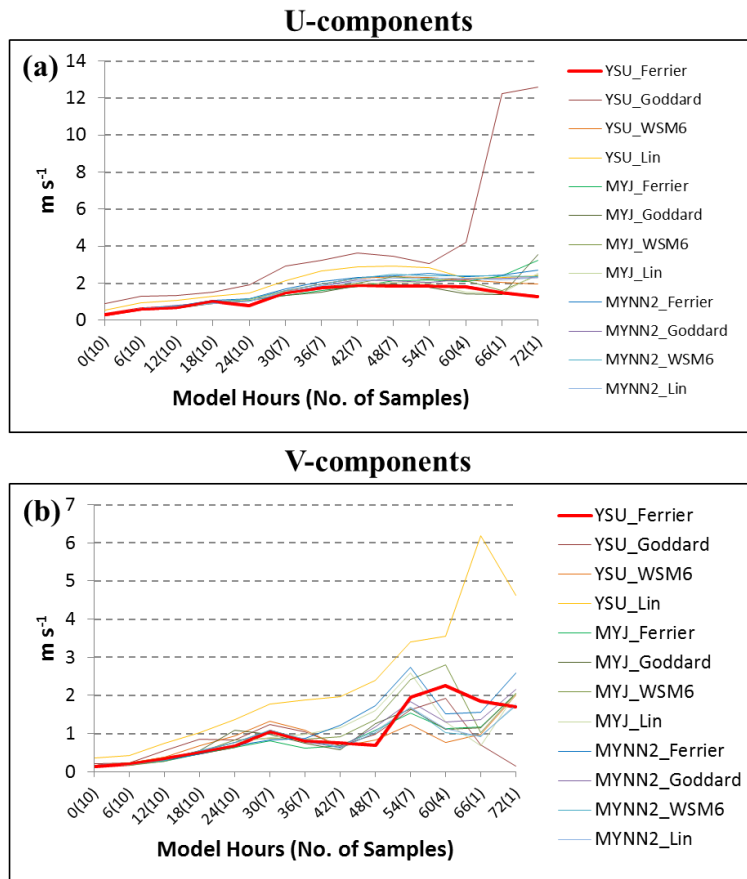 U-components
(a)
14
12
10
8
6
4
2
0
m s-1
0(10) 6(10) 12(10) 18(10) 24(10) 30(7) 36(7) 42(7) 48(7) 54(7) 60(4) 66(1) 72(1)
Model Hours (No. of Samples)
YSU_Ferrier
YSU_Goddard
YSU_WSM6
YSU_Lin
MYJ_Ferrier
MYJ_Goddard
MYJ_WSM6
MYJ_Lin
MYNN2_Ferrier
MYNN2_Goddard
MYNN2_WSM6
MYNN2_Lin
V-components
(b)
7
6
5
4
3
2
1
0
m s-1
0(10) 6(10) 12(10) 18(10) 24(10) 30(7) 36(7) 42(7) 48(7) 54(7) 60(4) 66(1) 72(1)
Model Hours (No. of Samples)
YSU_Ferrier
YSU_Goddard
YSU_WSM6
YSU_Lin
MYJ_Ferrier
MYJ_Goddard
MYJ_WSM6
MYJ_Lin
MYNN2_Ferrier
MYNN2_Goddard
MYNN2_WSM6
MYNN2_Lin